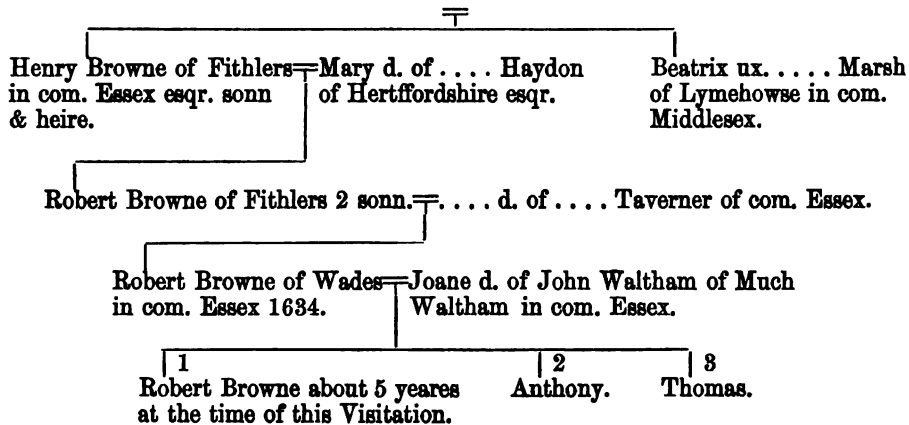 Henry Browne of Fithlers=Mary d. of .... Haydon
in com. Essex esqr. sonn of Hertffordshire esqr.
& heire.
Beatrix ux. .... . Marsh
of Lymehowse in com.
Middlesex.
Robert Browne of Fithlers 2 sonn.=.... d. of .... Taverner of com. Essex.
Robert Browne of Wades=Joane d. of John Waltham of Much
in com. Essex 1634. Waltham in com. Essex.
1
Robert Browne about 5 yeares
at the time of this Visitation.
2
Anthony.
3
Thomas.